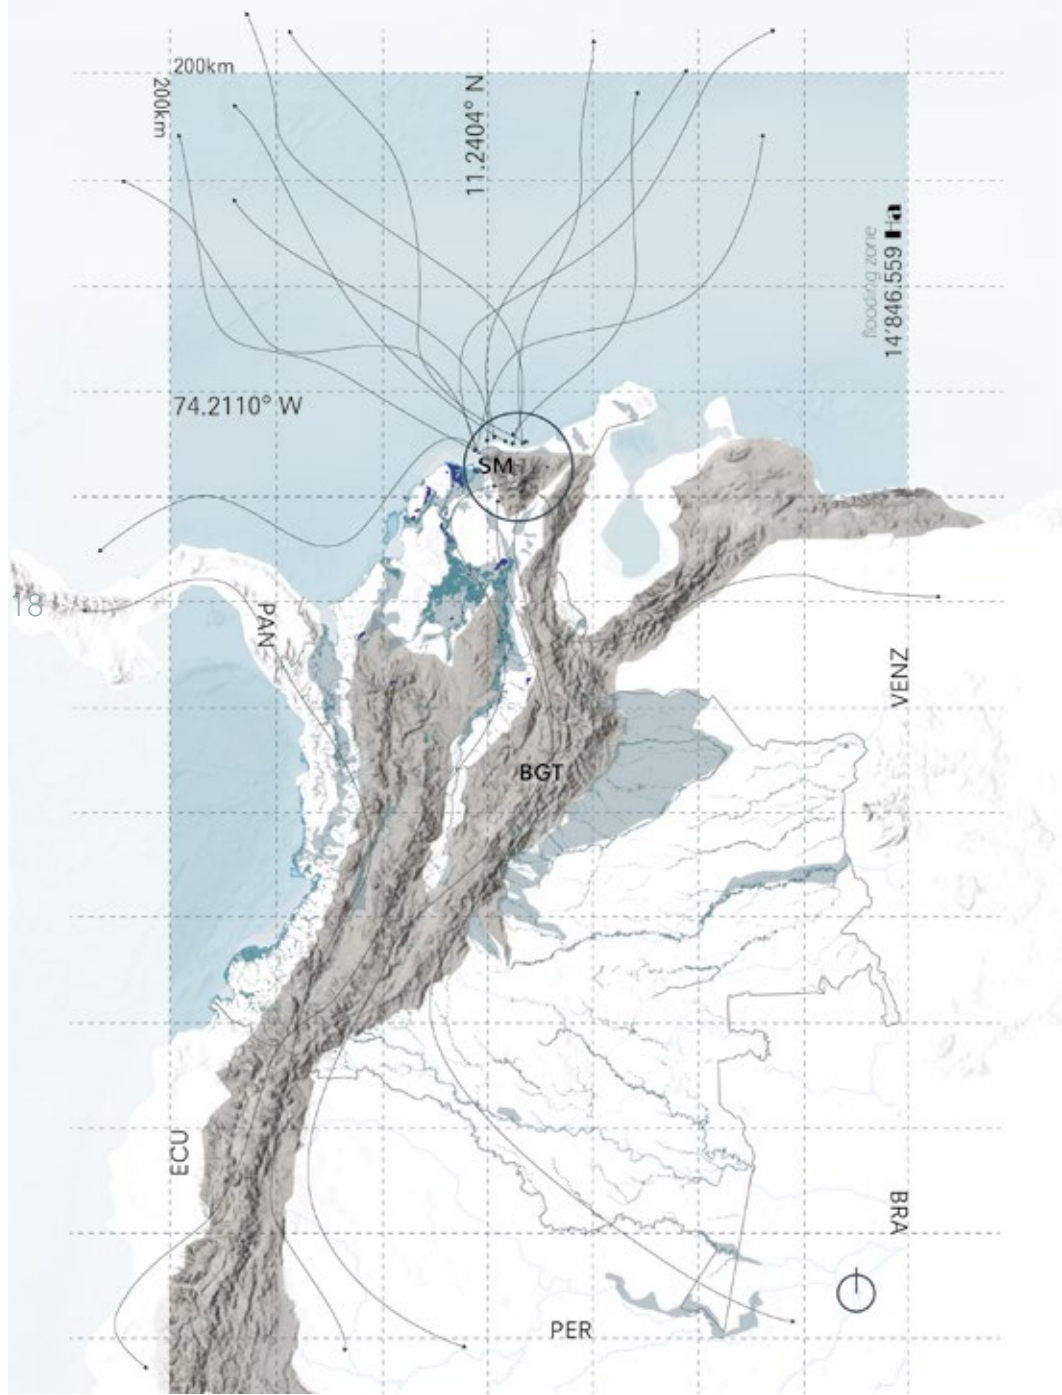 200km
200km
11.2404° N
flooding zone
14'846.559 Ha
74.2110° W
SM
18
PAN
VENZ
BGT
ECU
BRA
PER